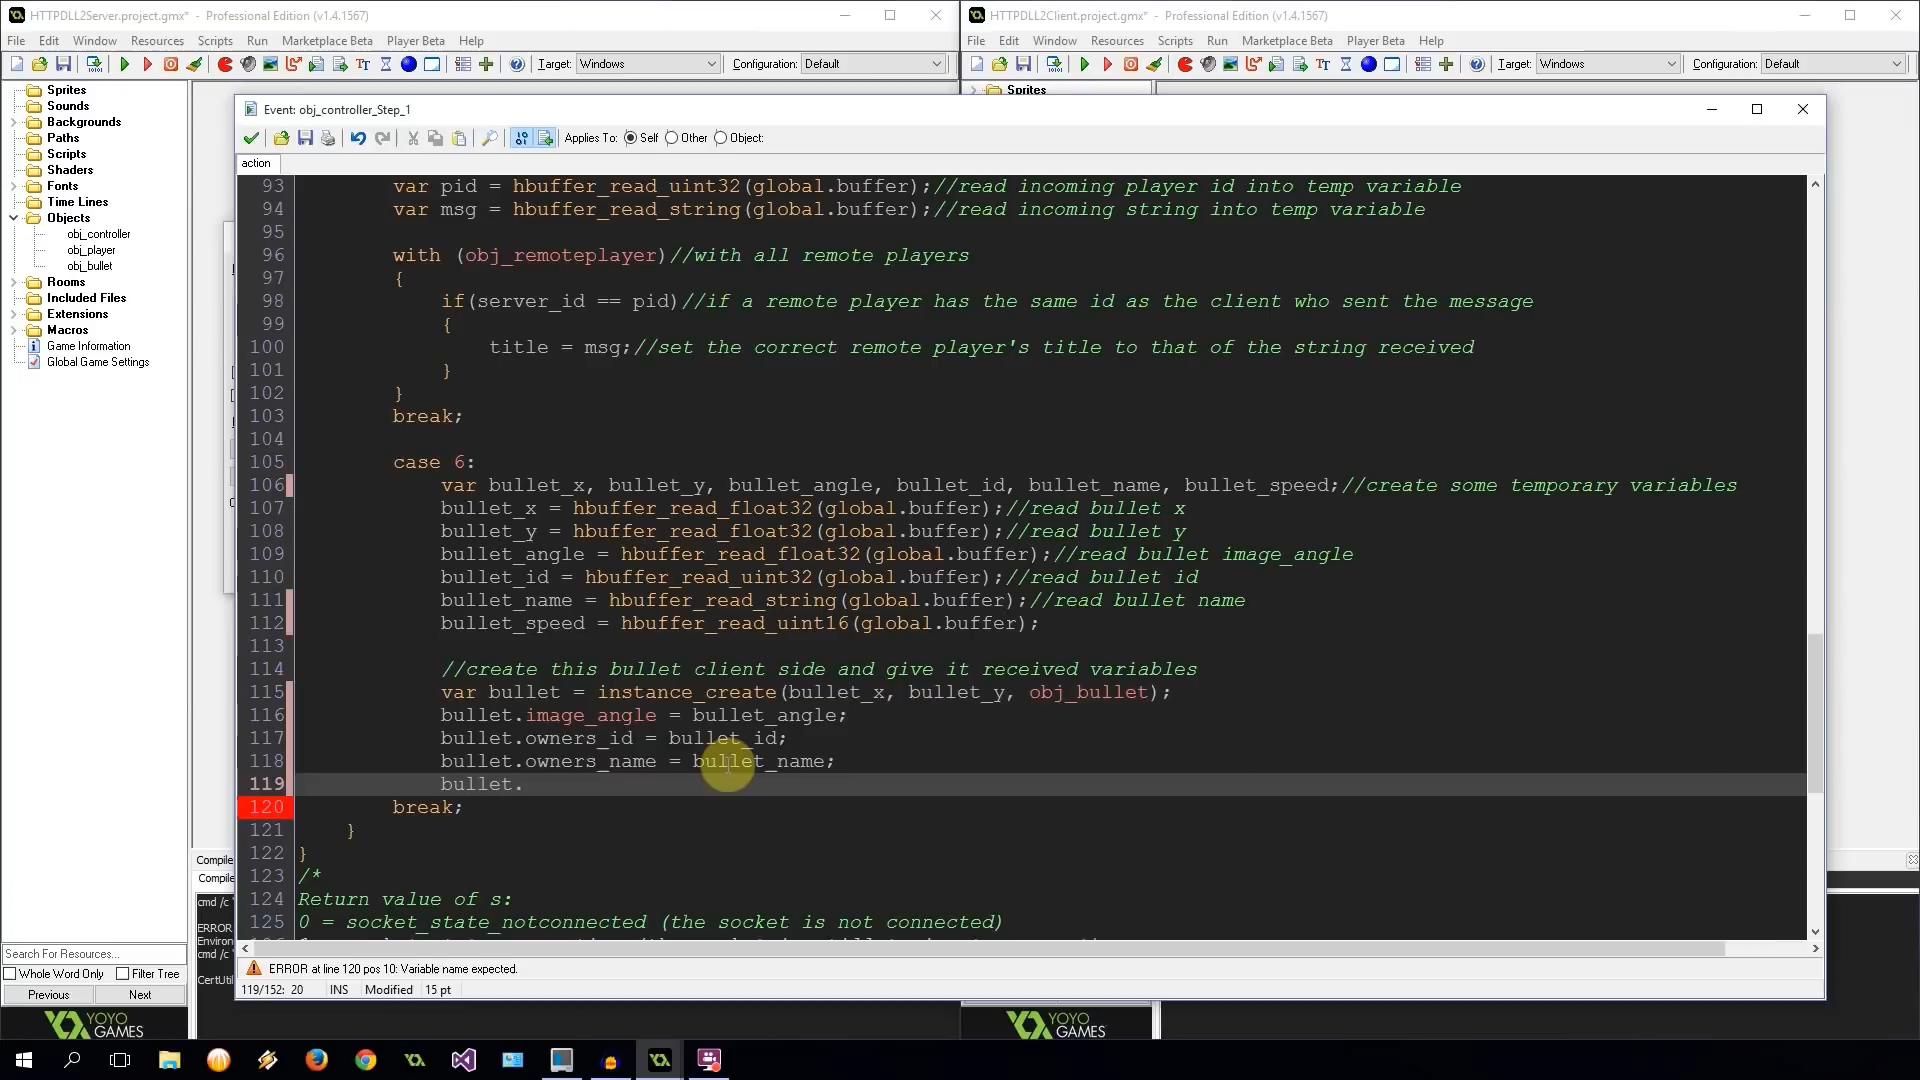 HTTPDLL2Server.project.gmx* - Professional Edition (v1.4.1567)
HTTPDLL2Client.project.gmx* - Professional Edition (v1.4.1567)
File Edit Window Resources Scripts Run Marketplace Beta Player Beta Help
File Edit Window Resources Scripts Run Marketplace Beta Player Beta Help
Target: Windows Configuration: Default
Target: Windows Configuration: Default
Sprites
Sounds
Backgrounds
Paths
Scripts
Shaders
Fonts
Time Lines
Objects
obj_controller
obj_player
obj_bullet
Rooms
Included Files
Extensions
Macros
Game Information
Global Game Settings
Sprites
Event: obj_controller_Step_1
Applies To: Self Other Object:
action
93 var pid = hbuffer_read_uint32(global.buffer);//read incoming player id into temp variable
94 var msg = hbuffer_read_string(global.buffer);//read incoming string into temp variable
95
96 with (obj_remoteplayer)//with all remote players
97 {
98 if(server_id == pid)//if a remote player has the same id as the client who sent the message
99 {
100 title = msg;//set the correct remote player's title to that of the string received
101 }
102 }
103 break;
104
105 case 6:
106 var bullet_x, bullet_y, bullet_angle, bullet_id, bullet_name, bullet_speed;//create some temporary variables
107 bullet_x = hbuffer_read_float32(global.buffer);//read bullet x
108 bullet_y = hbuffer_read_float32(global.buffer);//read bullet y
109 bullet_angle = hbuffer_read_float32(global.buffer);//read bullet image_angle
110 bullet_id = hbuffer_read_uint32(global.buffer);//read bullet id
111 bullet_name = hbuffer_read_string(global.buffer);//read bullet name
112 bullet_speed = hbuffer_read_uint16(global.buffer);
113
114 //create this bullet client side and give it received variables
115 var bullet = instance_create(bullet_x, bullet_y, obj_bullet);
116 bullet.image_angle = bullet_angle;
117 bullet.owners_id = bullet_id;
118 bullet.owners_name = bullet_name;
119 bullet.
120 break;
121 }
122 }
123 /*
124 Return value of s:
125 0 = socket_state_notconnected (the socket is not connected)
ERROR at line 120 pos 10: Variable name expected.
119/152: 20 INS Modified 15 pt
Compile
Compile
cmd /c
ERROR
Environ
cmd /c
CertUtil
Search For Resources...
Whole Word Only Filter Tree
Previous Next
YOYO
GAMES
YOYO
GAMES